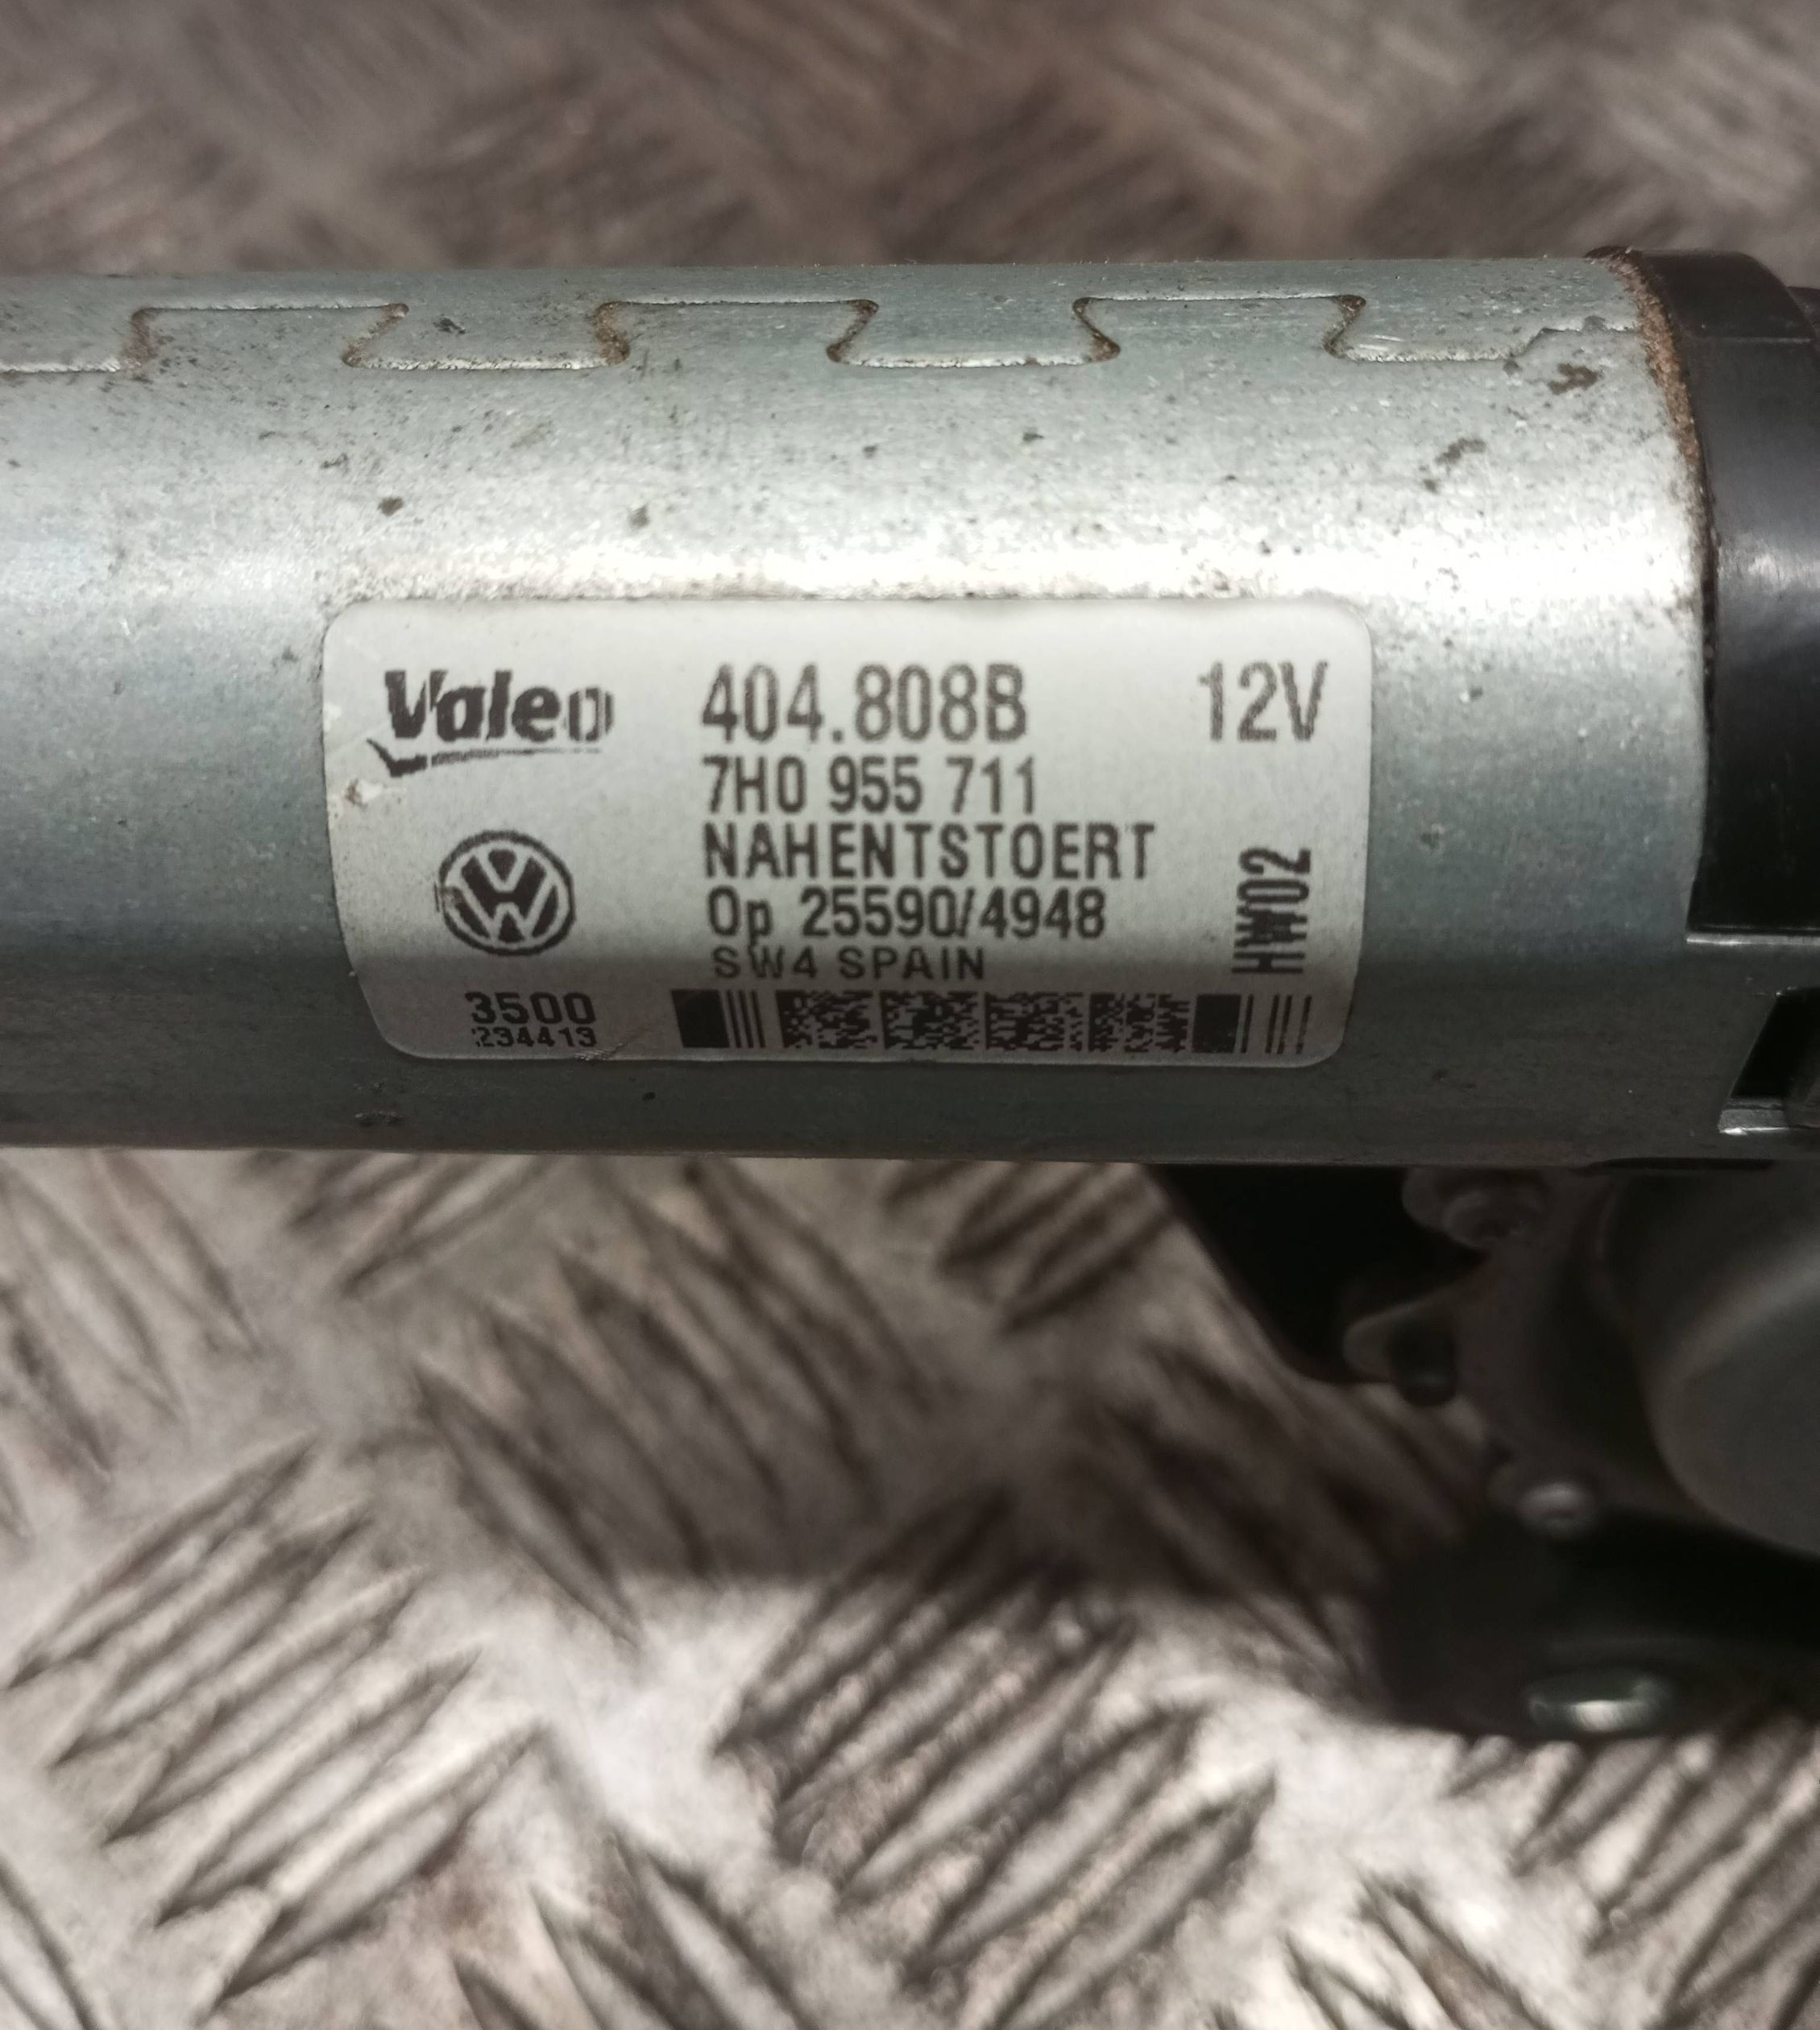 Valeo 404.808B 12V
7H0 955 711
NAHENTSTOERT
Op 25590/4948
SW4 SPAIN
HW02
3500
234413